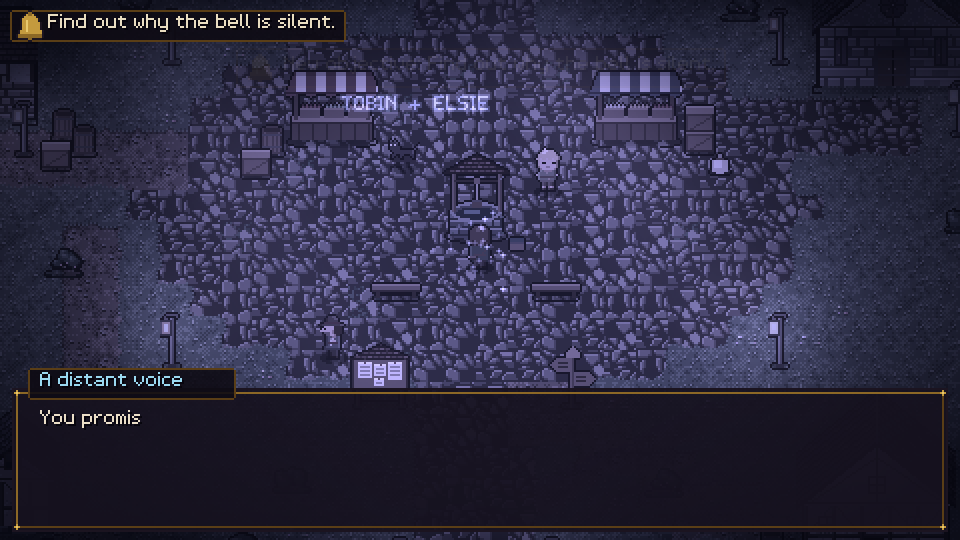 Find out why the bell is silent.
TOBIN + ELSIE
A distant voice
You promis